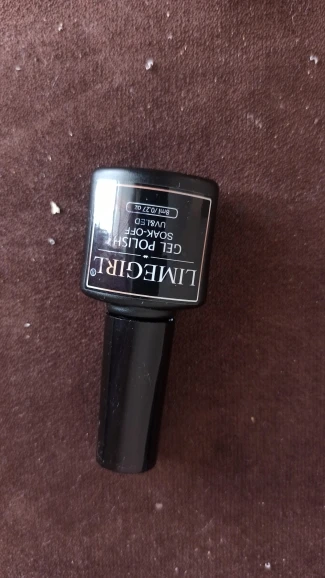 LIMEGIRL®
GEL POLISH
SOAK-OFF
UV&LED
8ml /0.27 oz